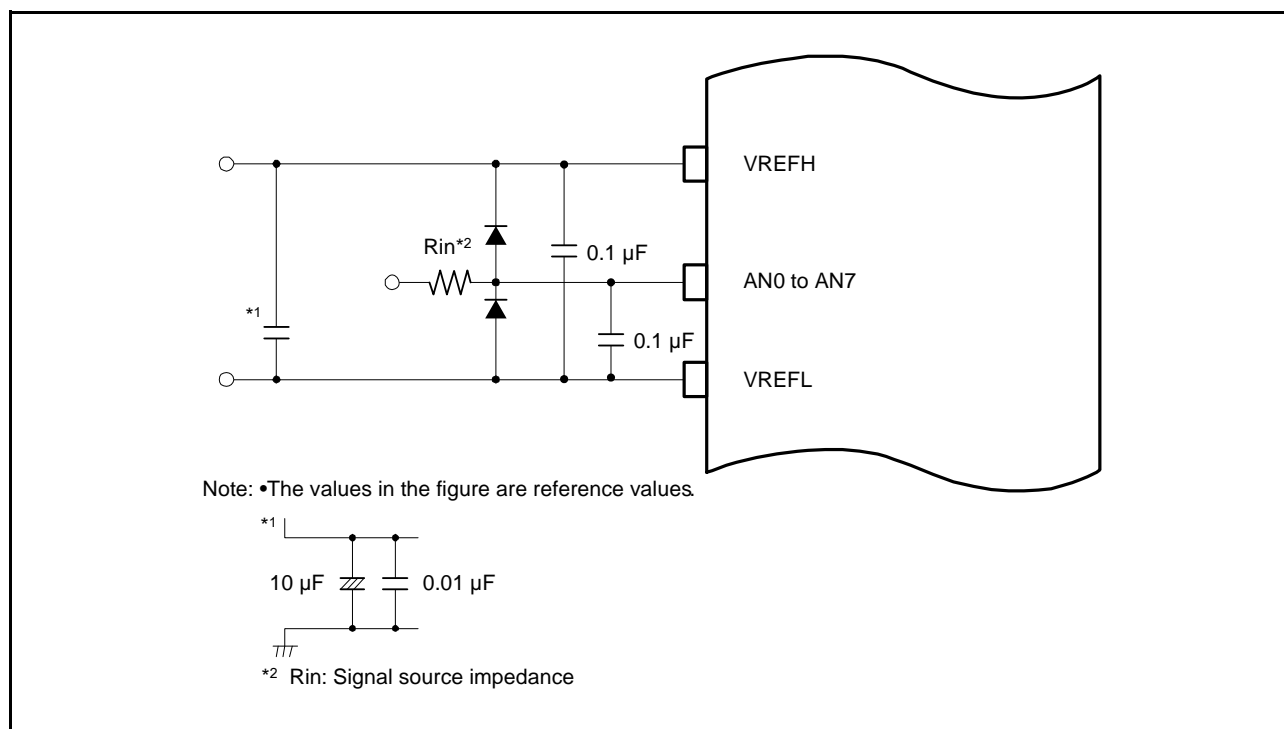 VREFH
Rin*2
0.1 µF
AN0 to AN7
*1
0.1 µF
VREFL
Note: •The values in the figure are reference values.
*1
10 µF
0.01 µF
*2 Rin: Signal source impedance